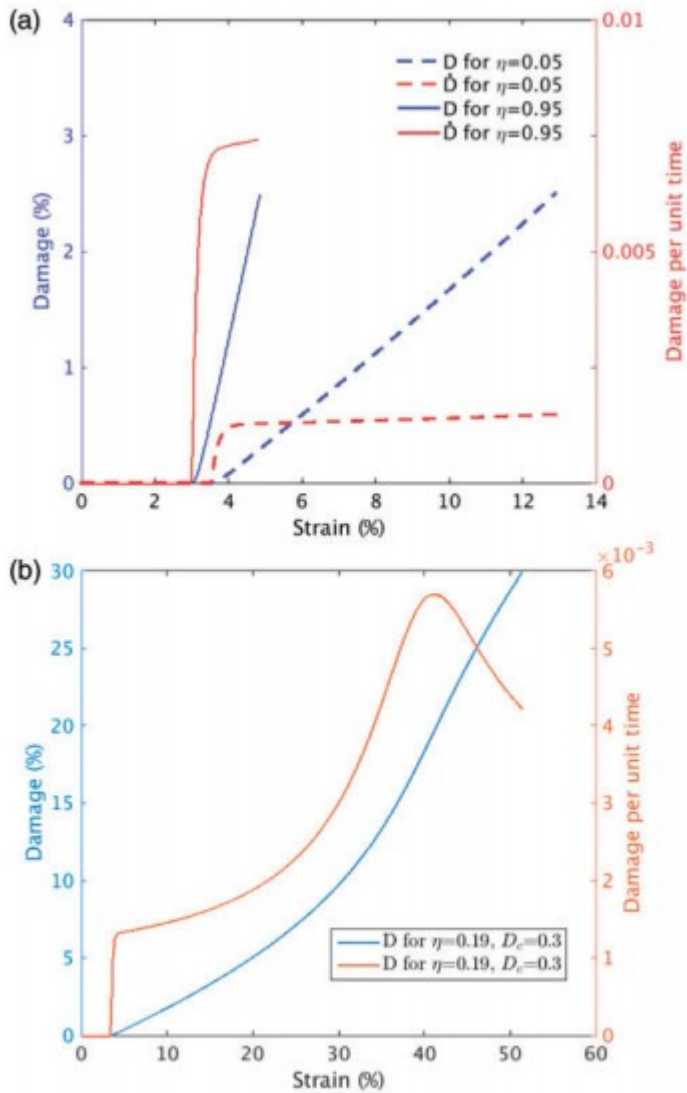 (a)
4
3
2
1
0
Damage (%)
0.01
0.005
0
Damage per unit time
D for η=0.05
Ḋ for η=0.05
D for η=0.95
Ḋ for η=0.95
0 2 4 6 8 10 12 14
Strain (%)
(b)
30
25
20
15
10
5
0
Damage (%)
×10⁻³
6
5
4
3
2
1
0
Damage per unit time
D for η=0.19, D_c=0.3
D for η=0.19, D_c=0.3
0 10 20 30 40 50 60
Strain (%)